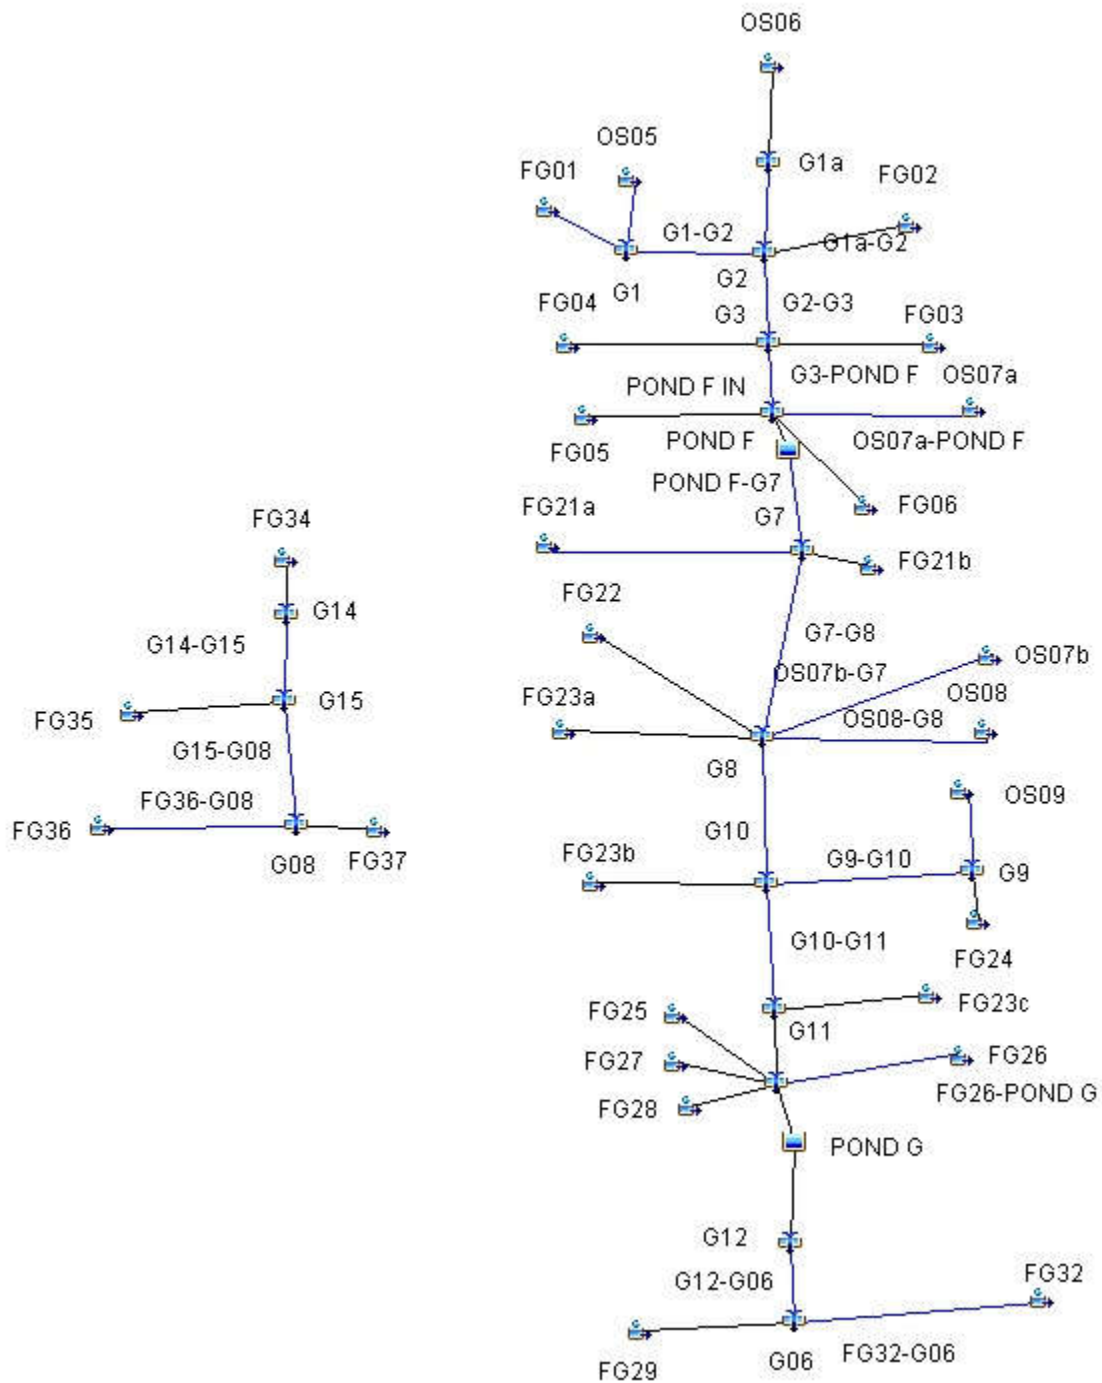 OS06
OS05
FG01
G1a
FG02
G1-G2
G1a-G2
G2
G1
G2-G3
FG04
G3
FG03
G3-POND F
OS07a
POND F IN
POND F
OS07a-POND F
FG05
POND F-G7
FG21a
G7
FG06
FG21b
FG22
G7-G8
OS07b
OS07b-G7
OS08
FG23a
OS08-G8
G8
OS09
G10
FG23b
G9-G10
G9
G10-G11
FG24
FG25
FG23c
G11
FG27
FG26
FG28
FG26-POND G
POND G
G12
G12-G06
FG32
FG29
G06
FG32-G06
FG34
G14
G14-G15
G15
FG35
G15-G08
FG36-G08
FG36
G08
FG37